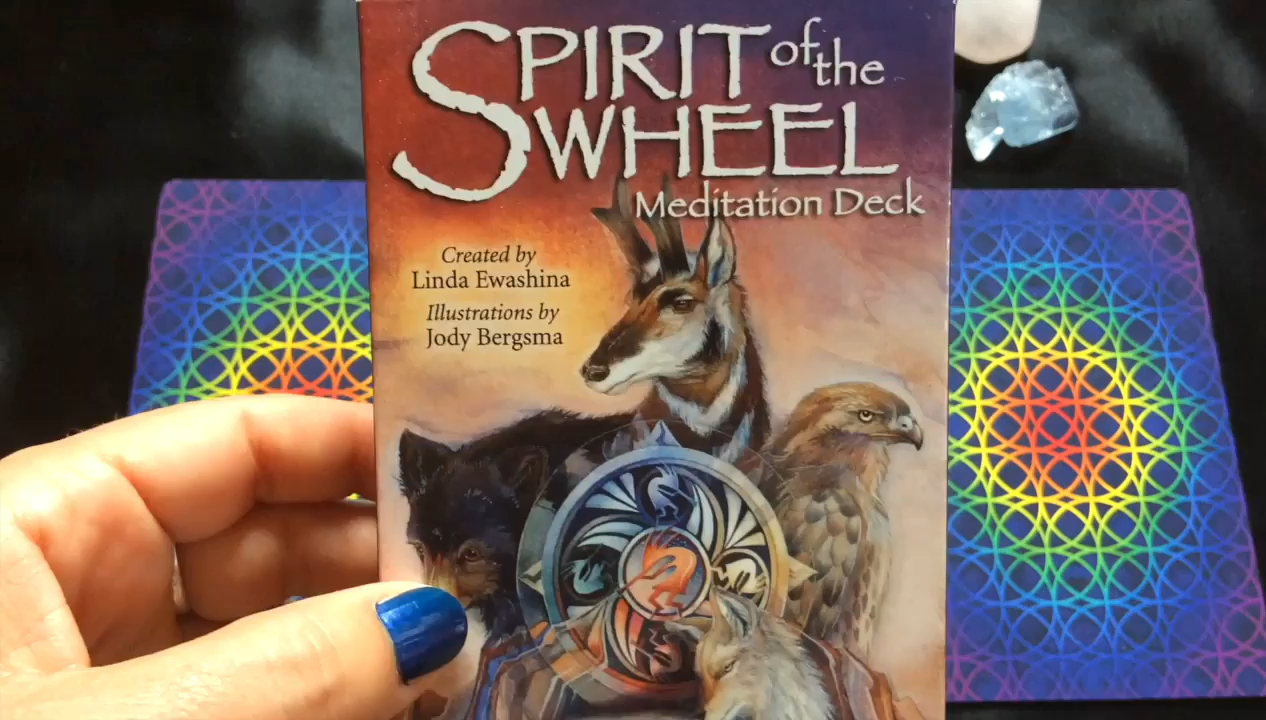 SPIRIT of the
WHEEL
Meditation Deck
Created by
Linda Ewashina
Illustrations by
Jody Bergsma